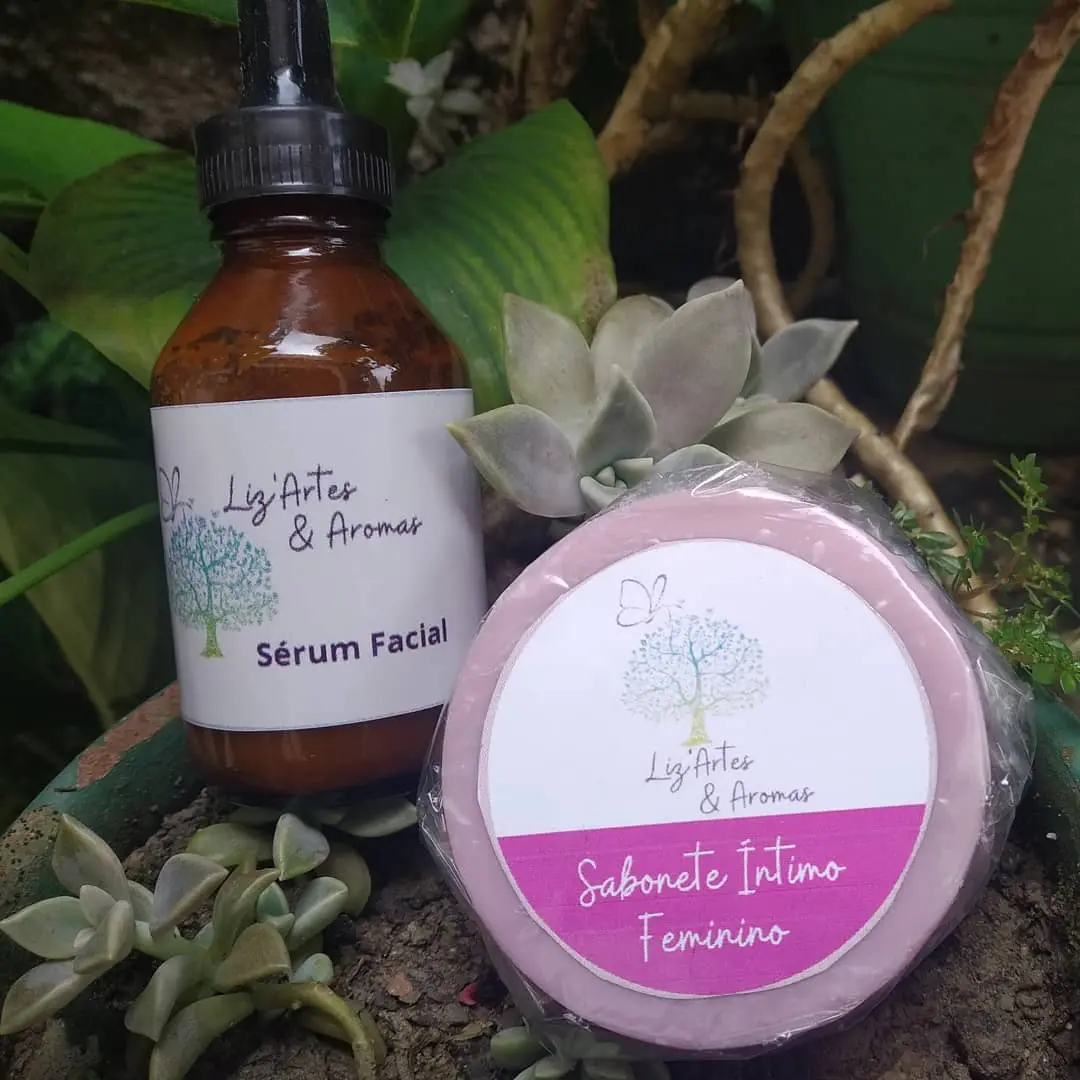 Liz'Artes
& Aromas
Sérum Facial
Liz'Artes
& Aromas
Sabonete Íntimo
Feminino